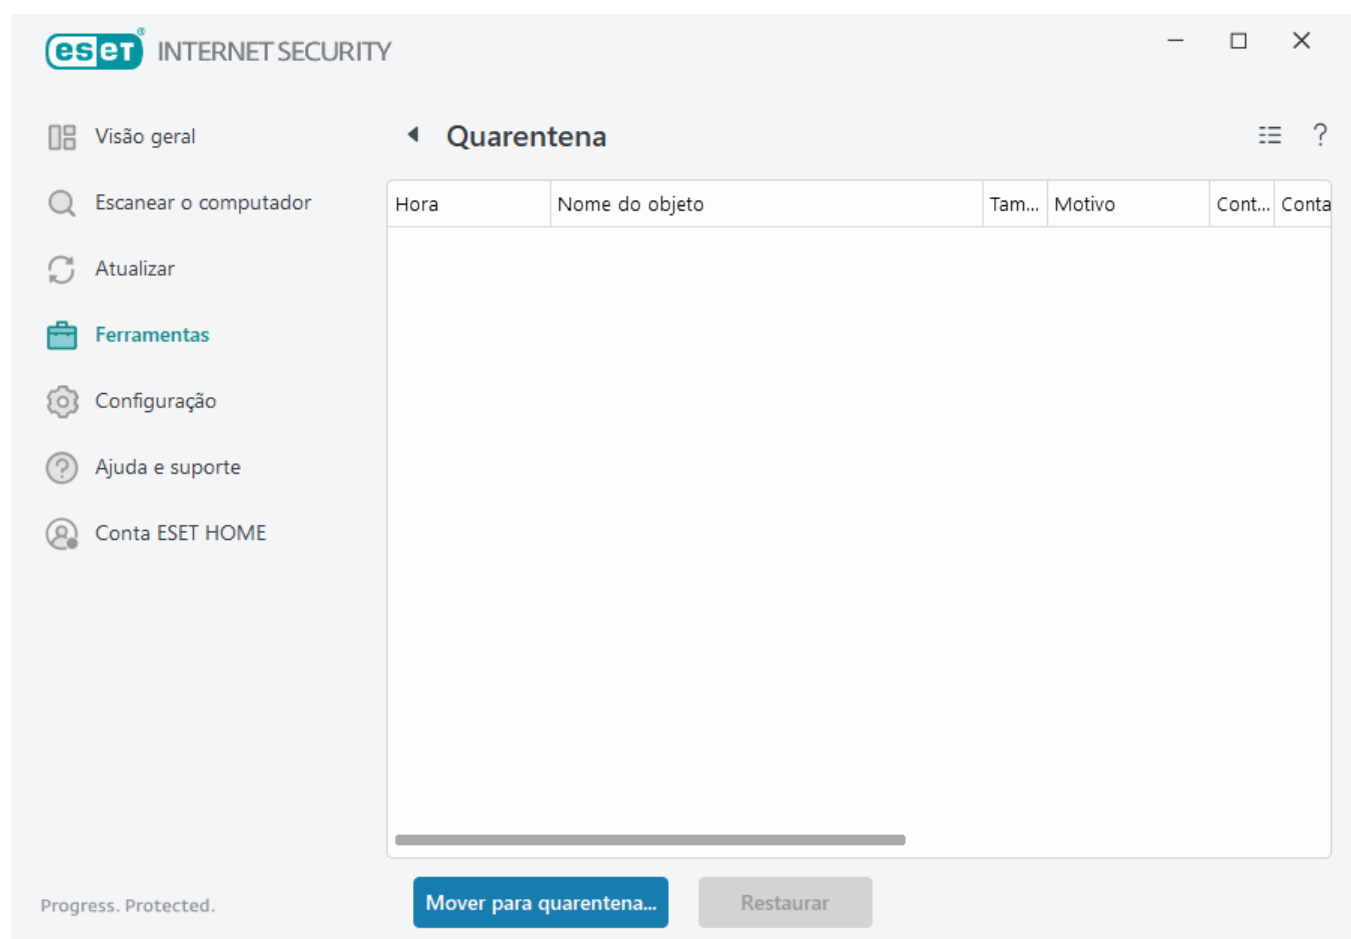 eset® INTERNET SECURITY
Visão geral
Quarentena
?
Escanear o computador
Hora Nome do objeto Tam... Motivo Cont... Conta
Atualizar
Ferramentas
Configuração
Ajuda e suporte
Conta ESET HOME
Progress. Protected.
Mover para quarentena... Restaurar